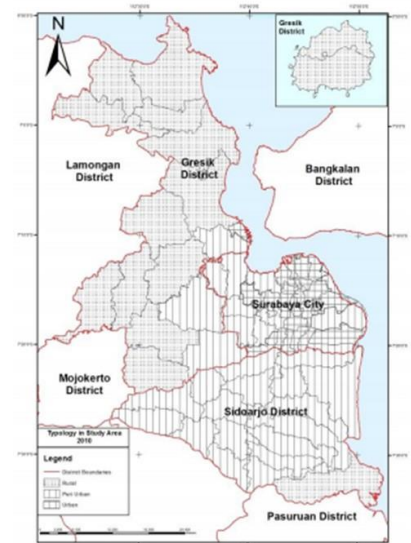 N
Gresik
District
Lamongan
District
Gresik
District
Bangkalan
District
Surabaya City
Mojokerto
District
Sidoarjo District
Typology in Study Area
2010
Legend
District Boundaries
Rural
Peri Urban
Urban
Pasuruan District